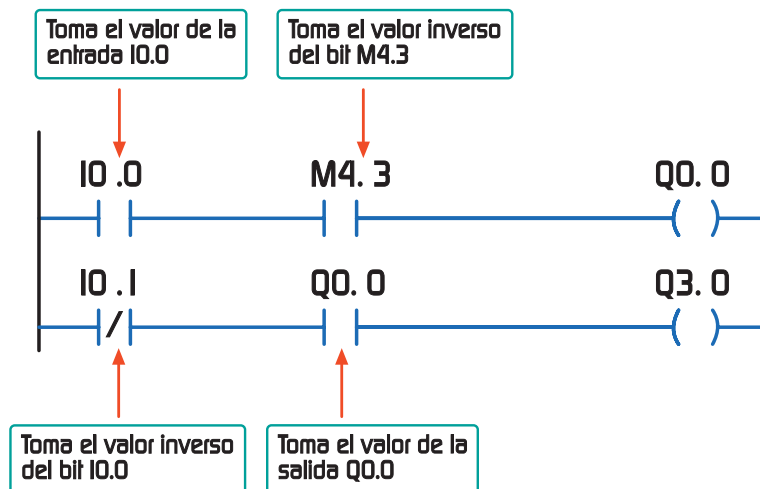 Toma el valor de la
entrada I0.0
Toma el valor inverso
del bit M4.3
I0 .0
M4. 3
Q0. 0
I0 .1
Q0. 0
Q3. 0
/
Toma el valor inverso
del bit I0.0
Toma el valor de la
salida Q0.0